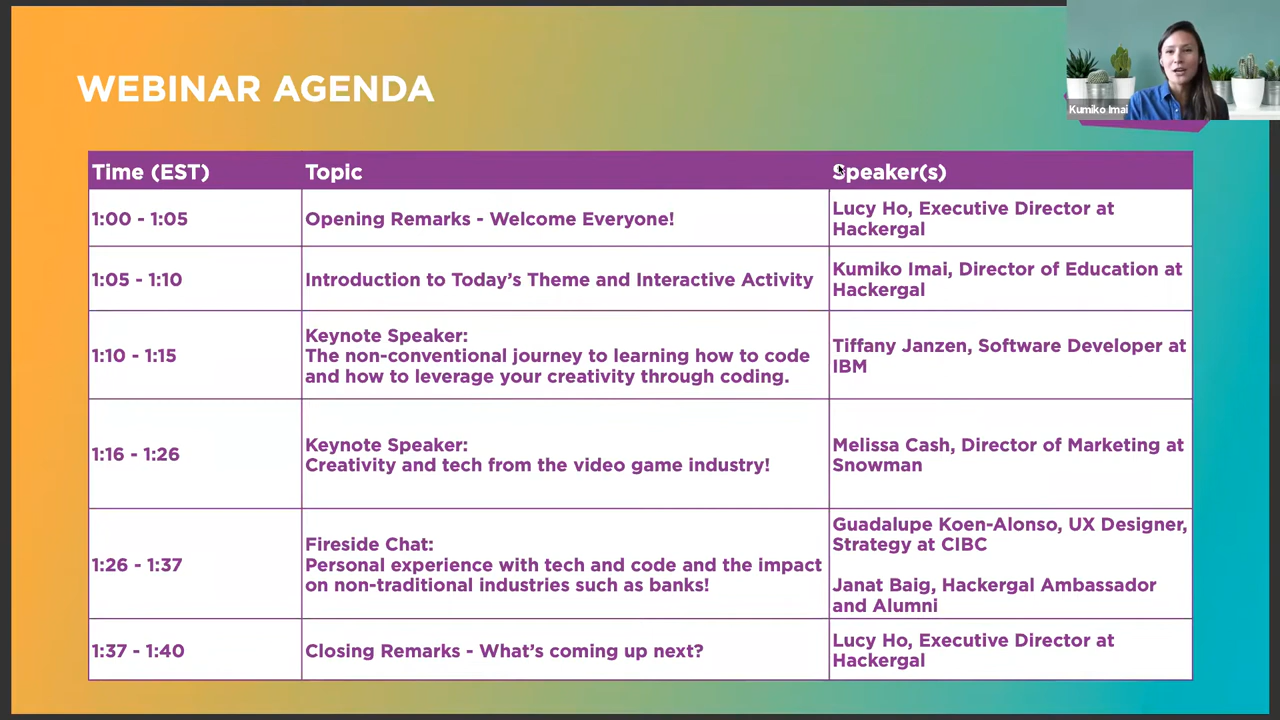 WEBINAR AGENDA
Kumiko Imai
Time (EST)
Topic
Speaker(s)
1:00 - 1:05
Opening Remarks - Welcome Everyone!
Lucy Ho, Executive Director at
Hackergal
1:05 - 1:10
Introduction to Today's Theme and Interactive Activity
Kumiko Imai, Director of Education at
Hackergal
1:10 - 1:15
Keynote Speaker:
The non-conventional journey to learning how to code
and how to leverage your creativity through coding.
Tiffany Janzen, Software Developer at
IBM
1:16 - 1:26
Keynote Speaker:
Creativity and tech from the video game industry!
Melissa Cash, Director of Marketing at
Snowman
1:26 - 1:37
Fireside Chat:
Personal experience with tech and code and the impact
on non-traditional industries such as banks!
Guadalupe Koen-Alonso, UX Designer,
Strategy at CIBC
Janat Baig, Hackergal Ambassador
and Alumni
1:37 - 1:40
Closing Remarks - What's coming up next?
Lucy Ho, Executive Director at
Hackergal